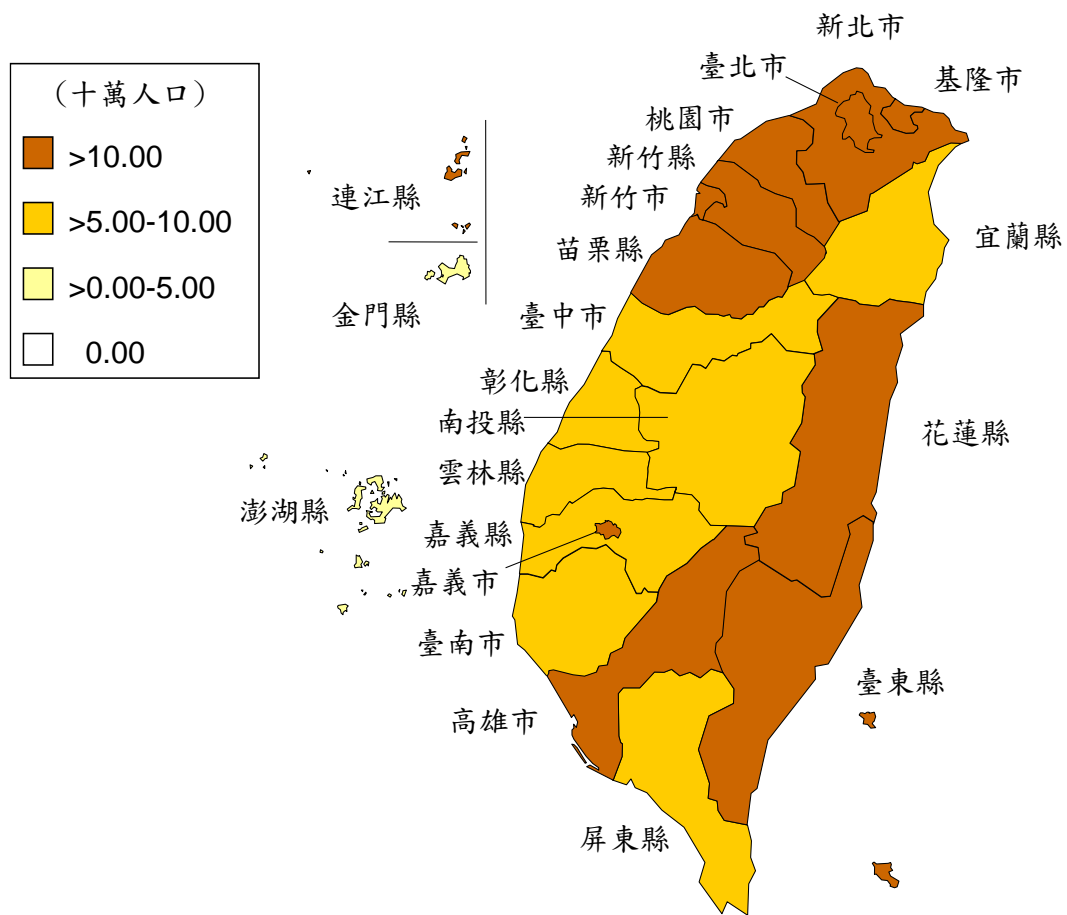 (十萬人口)
>10.00
>5.00-10.00
>0.00-5.00
0.00
新北市
臺北市
基隆市
桃園市
新竹縣
新竹市
連江縣
宜蘭縣
苗栗縣
金門縣
臺中市
彰化縣
南投縣
花蓮縣
雲林縣
澎湖縣
嘉義縣
嘉義市
臺南市
臺東縣
高雄市
屏東縣